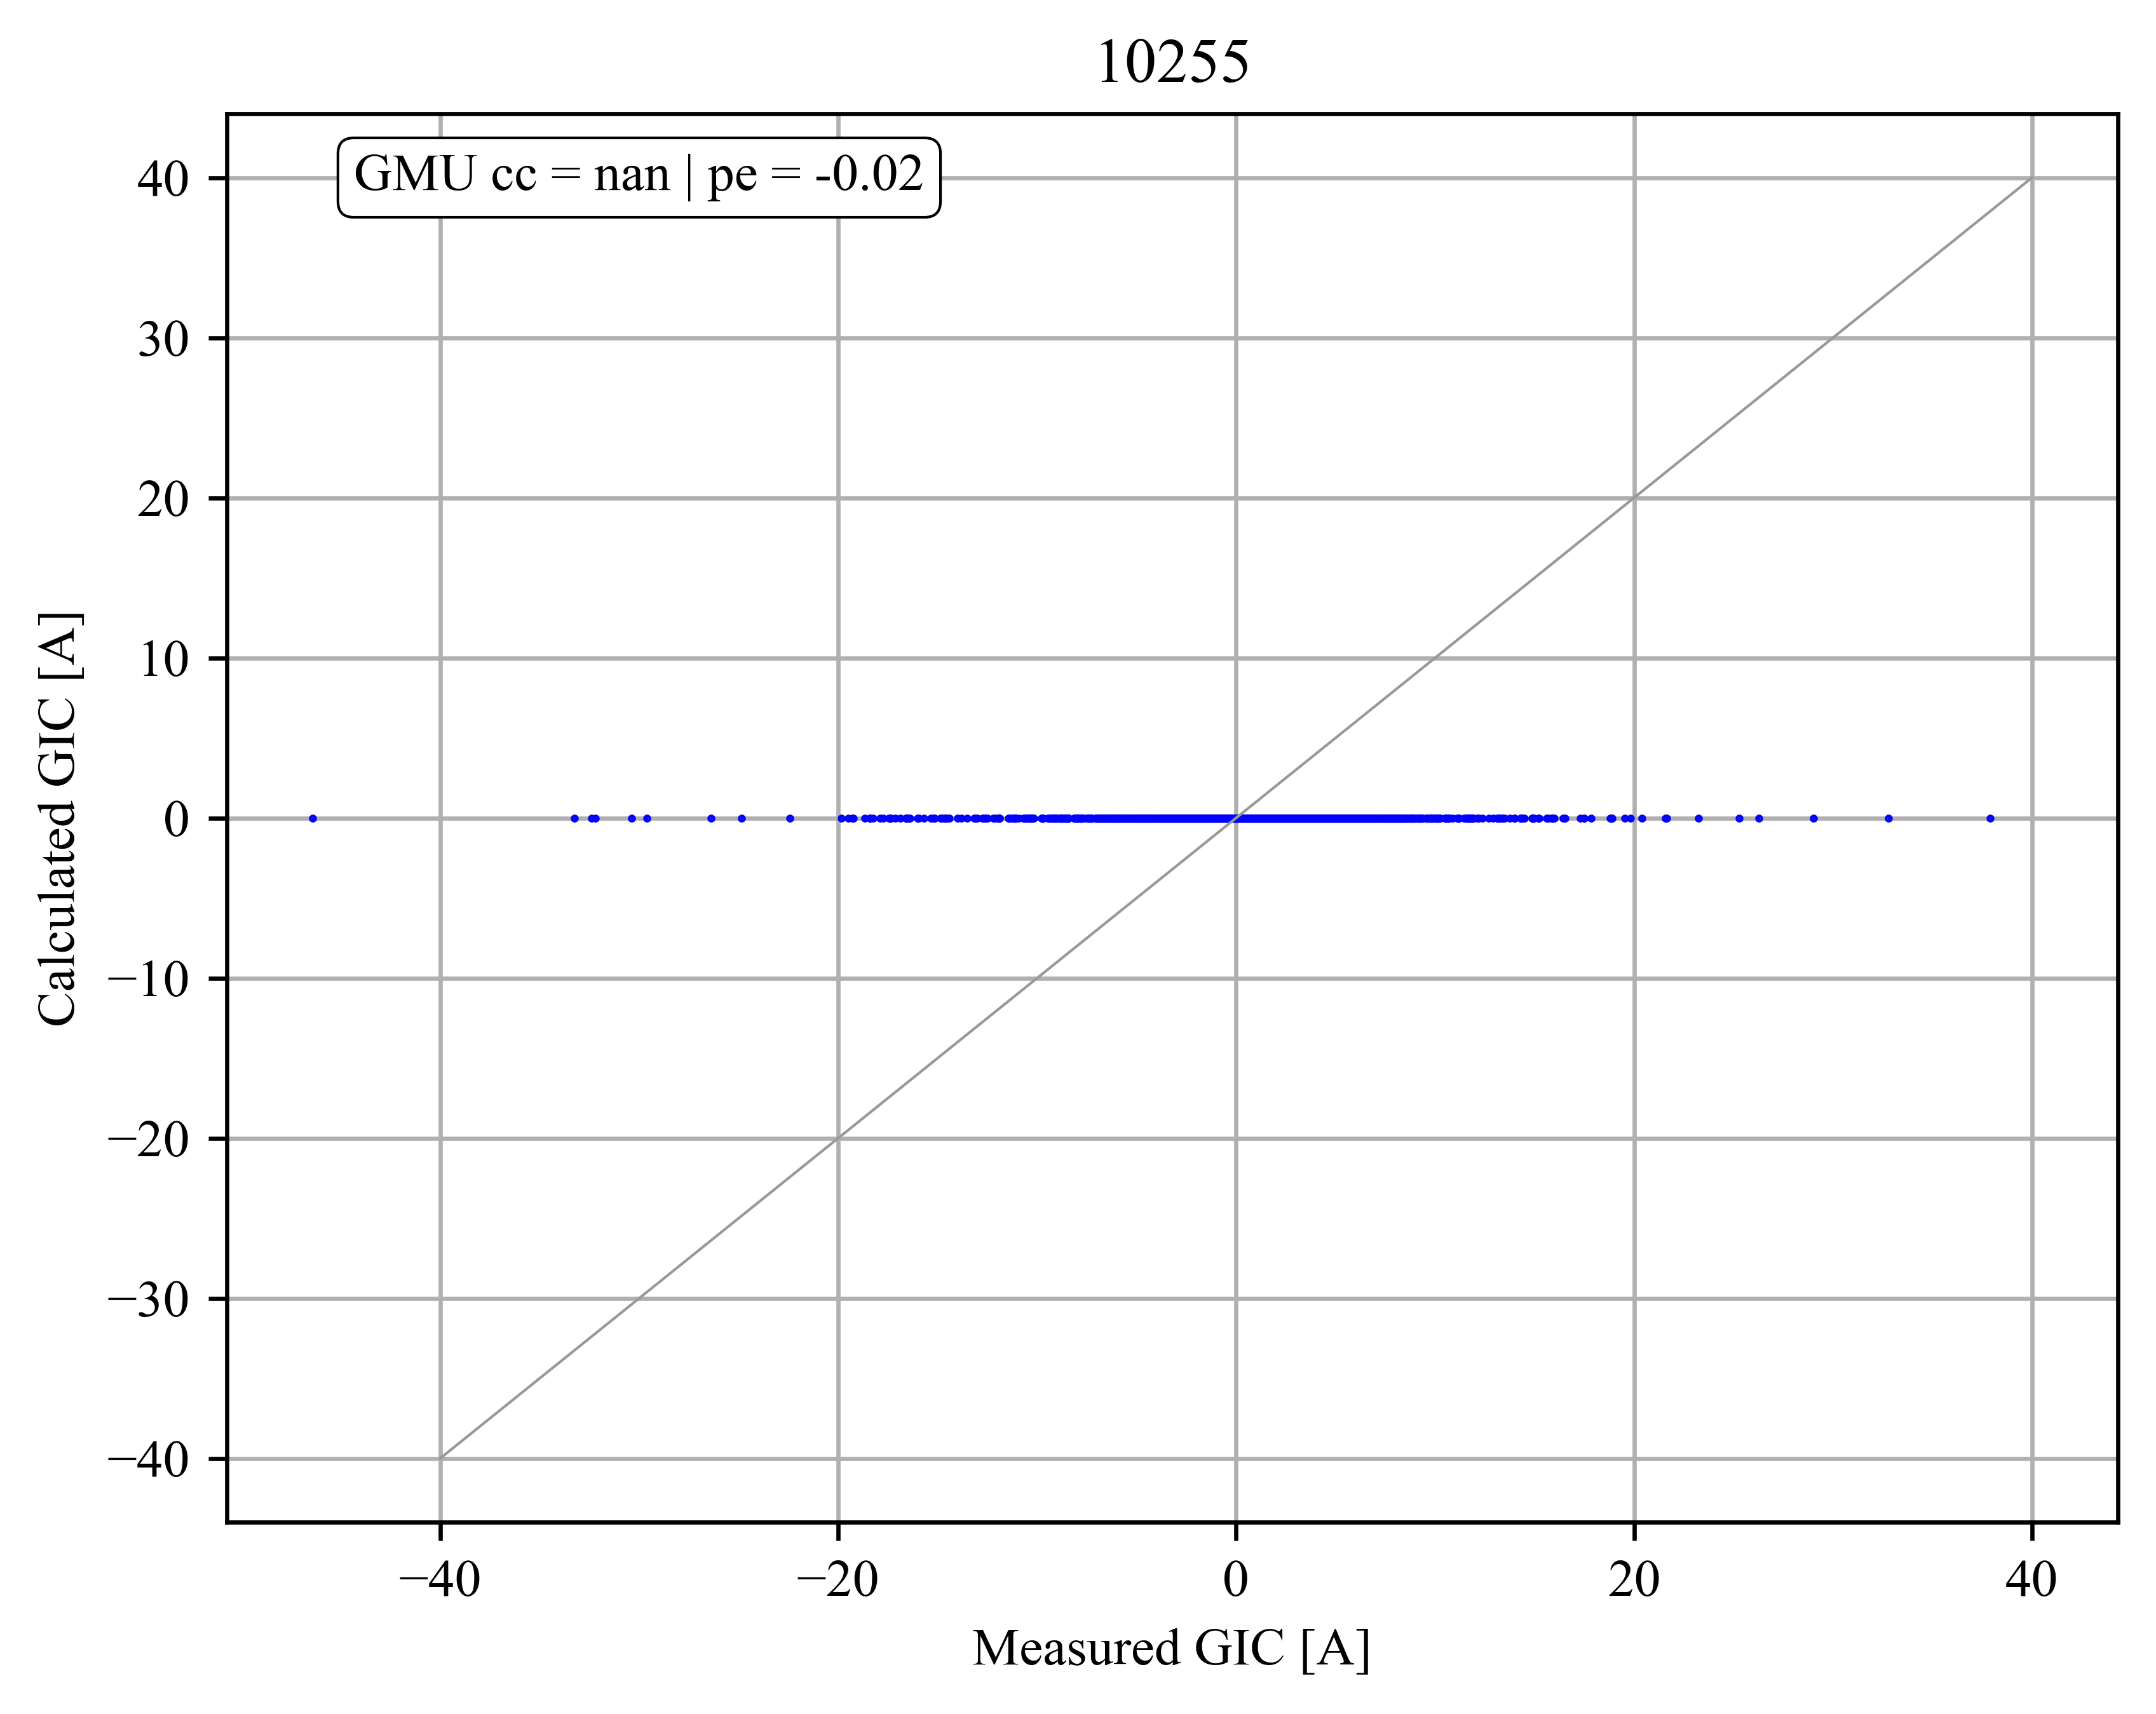 10255
GMU cc = nan | pe = -0.02
40
30
20
10
0
−10
−20
−30
−40
Calculated GIC [A]
−40 −20 0 20 40
Measured GIC [A]